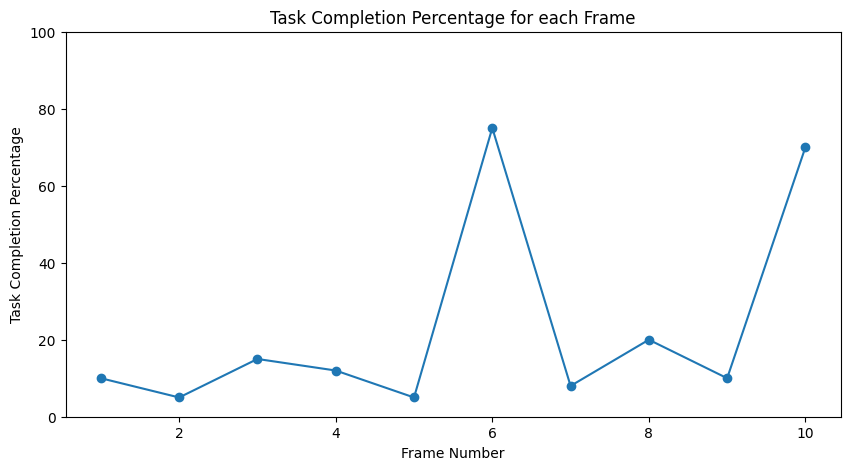 Task Completion Percentage for each Frame
100
80
60
40
20
0
Task Completion Percentage
2 4 6 8 10
Frame Number